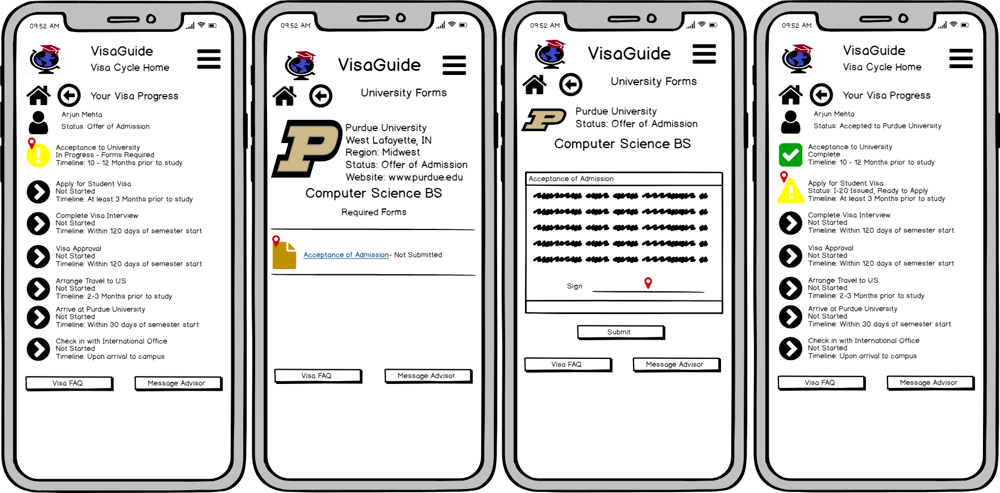 09:52 AM
VisaGuide
Visa Cycle Home
Your Visa Progress
Arjun Mehta
Status: Offer of Admission
Acceptance to University
In Progress - Forms Required
Timeline: 10 - 12 Months prior to study
Apply for Student Visa
Not Started
Timeline: At least 3 Months prior to study
Complete Visa Interview
Not Started
Timeline: Within 120 days of semester start
Visa Approval
Not Started
Timeline: Within 120 days of semester start
Arrange Travel to U.S.
Not Started
Timeline: 2-3 Months prior to study
Arrive at Purdue University
Not Started
Timeline: Within 30 days of semester start
Check in with International Office
Not Started
Timeline: Upon arrival to campus
Visa FAQ
Message Advisor
09:52 AM
VisaGuide
University Forms
P
Purdue University
West Lafayette, IN
Region: Midwest
Status: Offer of Admission
Website: www.purdue.edu
Computer Science BS
Required Forms
Acceptance of Admission- Not Submitted
Visa FAQ
Message Advisor
09:52 AM
VisaGuide
University Forms
P
Purdue University
Status: Offer of Admission
Computer Science BS
Acceptance of Admission
Sign
Submit
Visa FAQ
Message Advisor
09:52 AM
VisaGuide
Visa Cycle Home
Your Visa Progress
Arjun Mehta
Status: Accepted to Purdue University
Acceptance to University
Complete
Timeline: 10 - 12 Months prior to study
Apply for Student Visa
Status: I-20 Issued, Ready to Apply
Timeline: At least 3 Months prior to study
Complete Visa Interview
Not Started
Timeline: Within 120 days of semester start
Visa Approval
Not Started
Timeline: Within 120 days of semester start
Arrange Travel to U.S.
Not Started
Timeline: 2-3 Months prior to study
Arrive at Purdue University
Not Started
Timeline: Within 30 days of semester start
Check in with International Office
Not Started
Timeline: Upon arrival to campus
Visa FAQ
Message Advisor